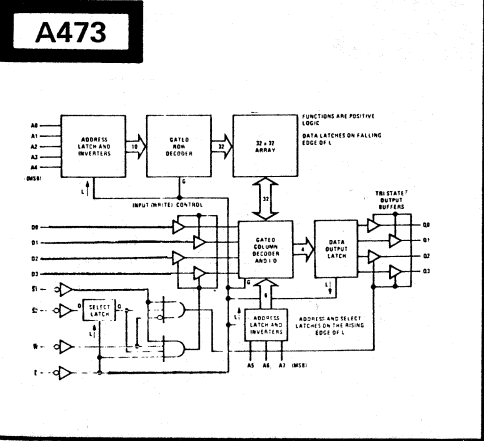 A473
A0
A1
A2
A3
A4
(MSB)
ADDRESS
LATCH AND
INVERTERS
L
10
GATED
ROW
DECODER
G
32
32 x 32
ARRAY
FUNCTIONS ARE POSITIVE
LOGIC
DATA LATCHES ON FALLING
EDGE OF L
INPUT (WRITE) CONTROL
32
TRI STATE
OUTPUT
BUFFERS
D0
D1
D2
D3
GATED
COLUMN
DECODER
AND I O
G
4
DATA
OUTPUT
LATCH
L
Q0
Q1
Q2
Q3
S1
S2
D
SELECT
LATCH
Q
L
W
6
L
ADDRESS
LATCH AND
INVERTERS
ADDRESS AND SELECT
LATCHES ON THE RISING
EDGE OF L
A5 A6 A7 (MSB)